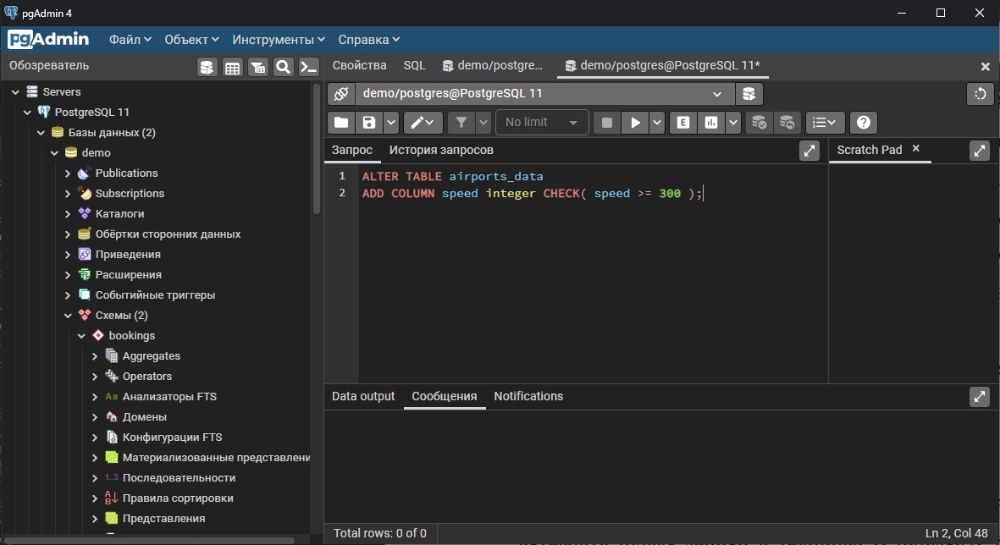 pgAdmin 4
pgAdmin Файл Объект Инструменты Справка
Обозреватель
Свойства SQL demo/postgre... demo/postgres@PostgreSQL 11*
Servers
PostgreSQL 11
Базы данных (2)
demo
Publications
Subscriptions
Каталоги
Обёртки сторонних данных
Приведения
Расширения
Событийные триггеры
Схемы (2)
bookings
Aggregates
Operators
Aa Анализаторы FTS
Домены
Конфигурации FTS
Материализованные представлени
1..3 Последовательности
Правила сортировки
Представления
demo/postgres@PostgreSQL 11
No limit E
Запрос История запросов
Scratch Pad
1 ALTER TABLE airports_data
2 ADD COLUMN speed integer CHECK( speed >= 300 );
Data output Сообщения Notifications
Total rows: 0 of 0
Ln 2, Col 48